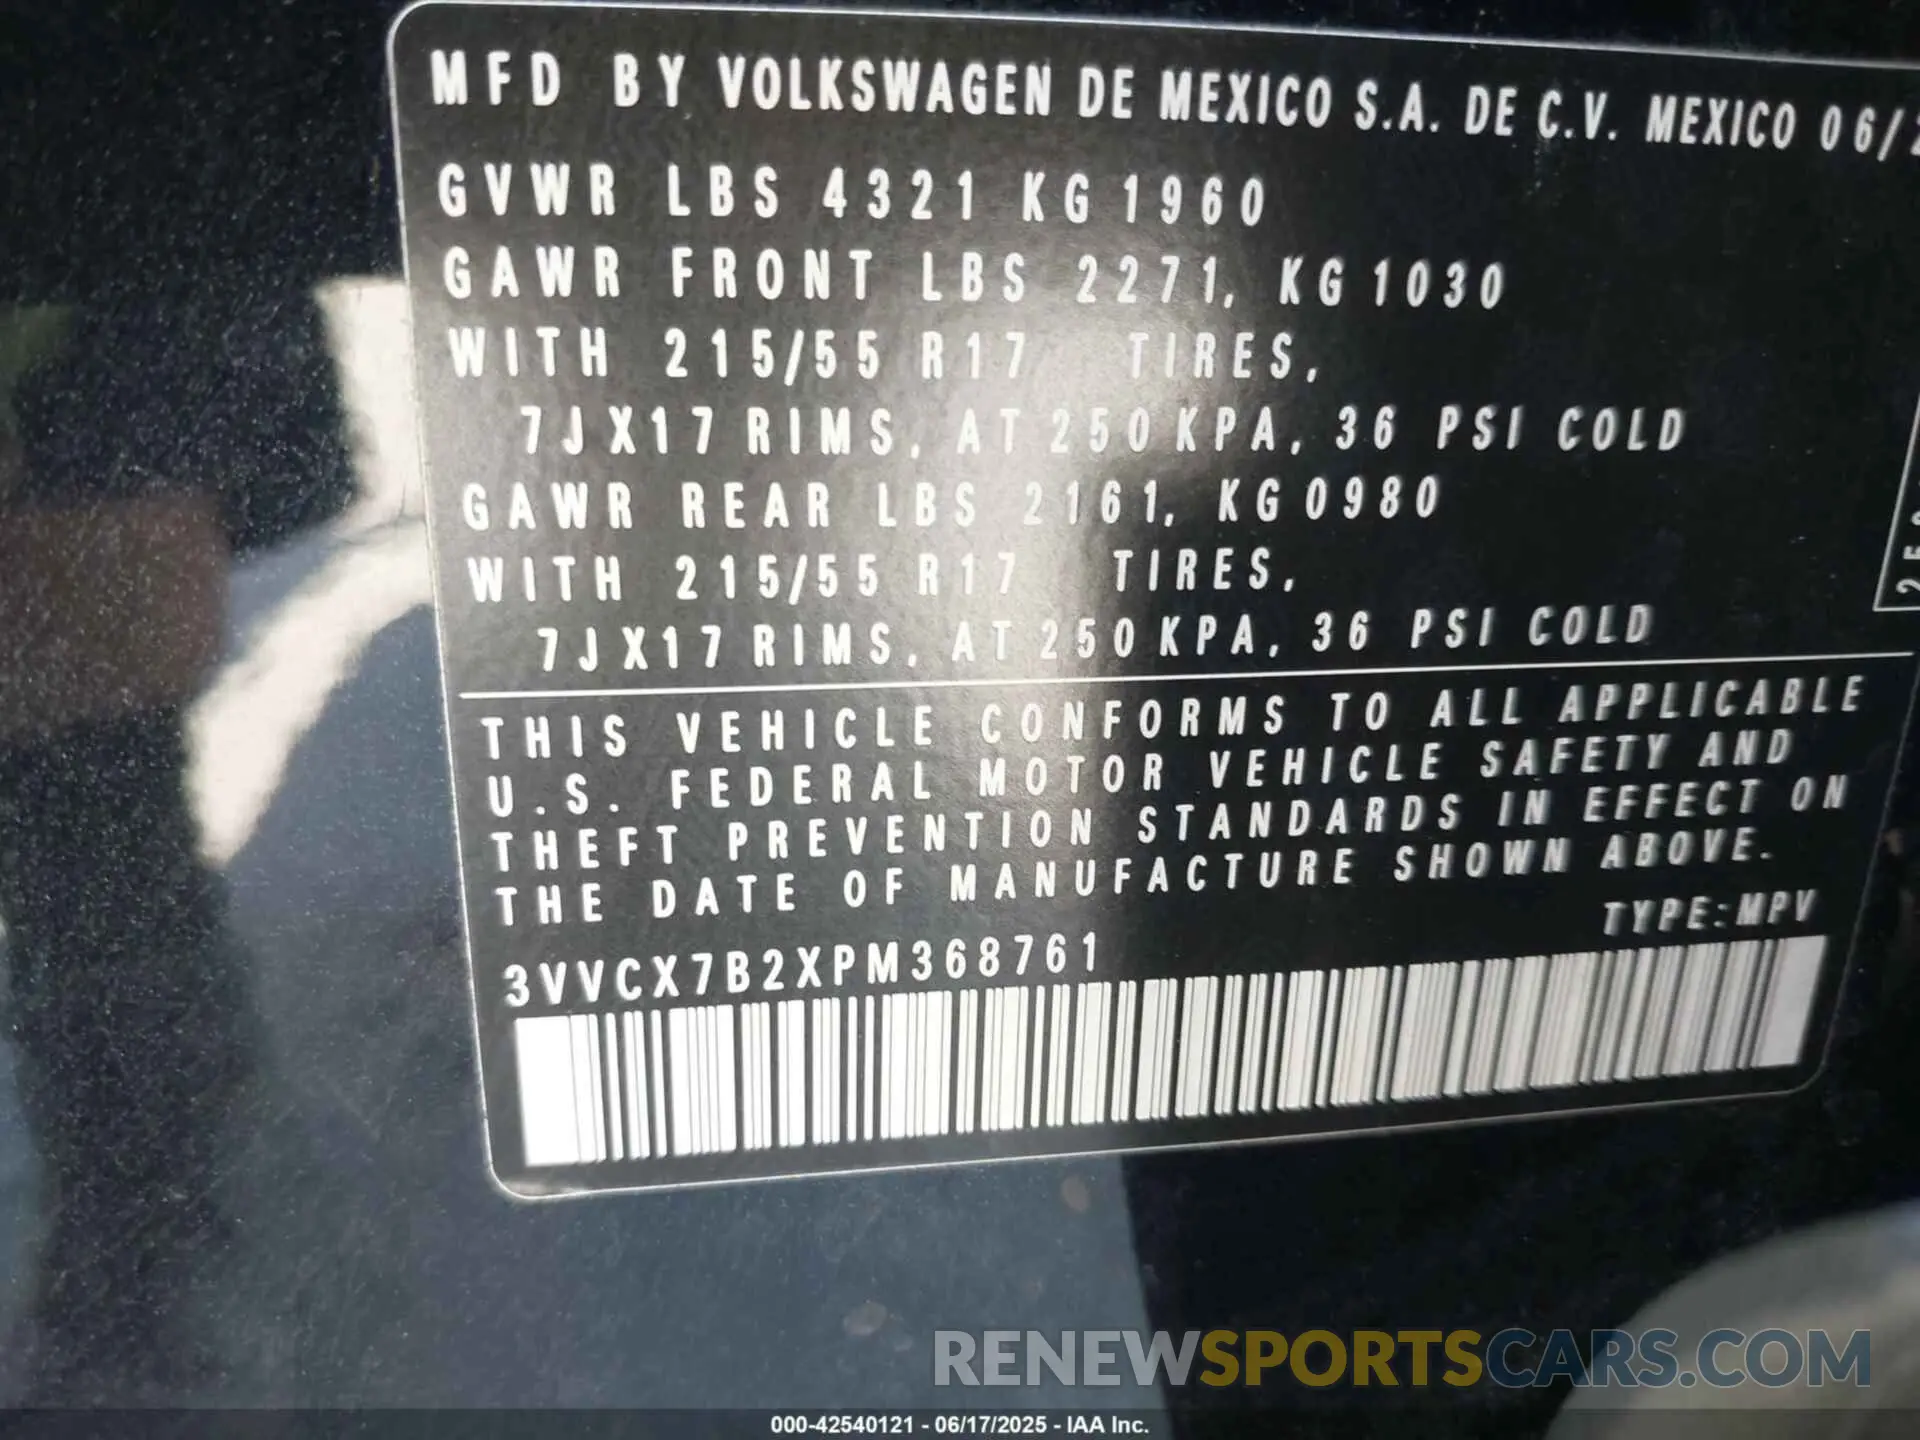 MFD BY VOLKSWAGEN DE MEXICO S.A. DE C.V. MEXICO 06/2
GVWR LBS 4321 KG 1960
GAWR FRONT LBS 2271, KG 1030
WITH 215/55 R17 TIRES,
7JX17 RIMS, AT 250 KPA, 36 PSI COLD
GAWR REAR LBS 2161, KG 0980
WITH 215/55 R17 TIRES,
7JX17 RIMS, AT 250 KPA, 36 PSI COLD
THIS VEHICLE CONFORMS TO ALL APPLICABLE
U.S. FEDERAL MOTOR VEHICLE SAFETY AND
THEFT PREVENTION STANDARDS IN EFFECT ON
THE DATE OF MANUFACTURE SHOWN ABOVE.
TYPE:MPV
3VVCX7B2XPM368761
RENEWSPORTSCARS.COM
000-42540121 - 06/17/2025 - IAA Inc.